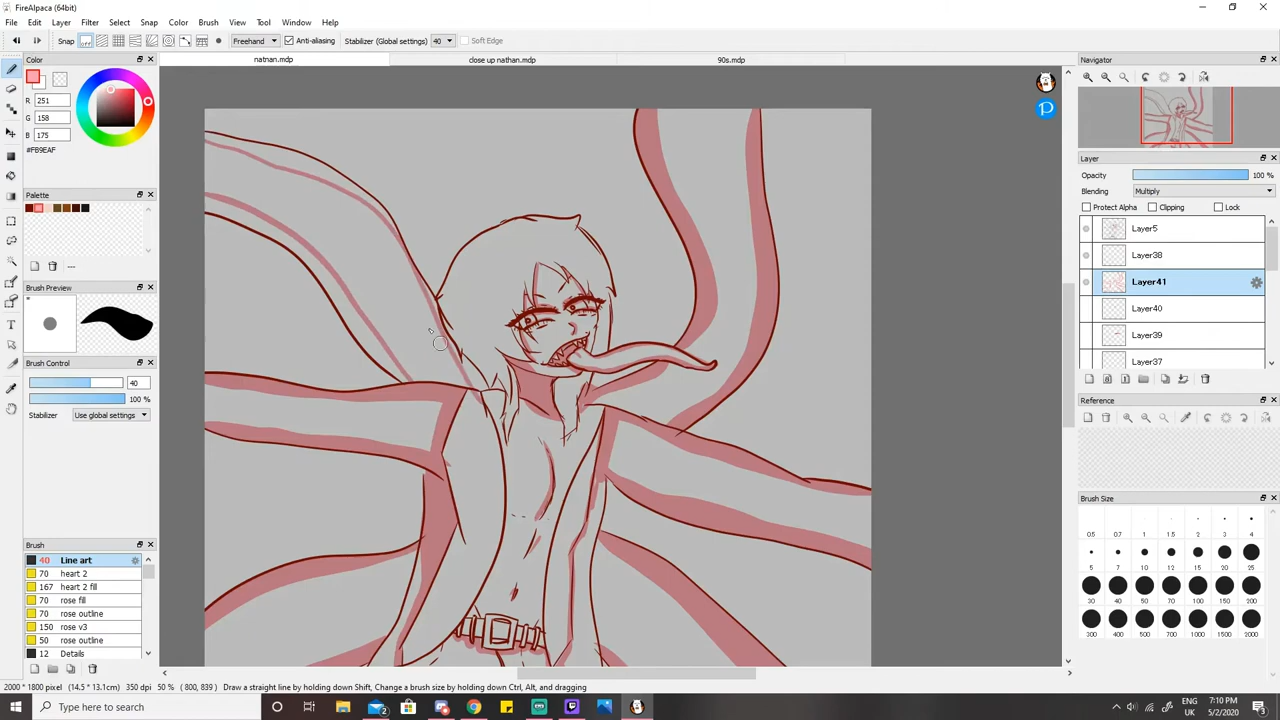 FireAlpaca (64bit)
File Edit Layer Filter Select Snap Color Brush View Tool Window Help
Snap OFF Freehand Anti-aliasing Stabilizer (Global settings) 40 Soft Edge
Color
natnan.mdp close up nathan.mdp 90s.mdp
Navigator
R 251
G 158
B 175
#FB9EAF
Palette
---
Brush Preview
Brush Control
40
100 %
Stabilizer Use global settings
Brush
40 Line art
70 heart 2
167 heart 2 fill
70 rose fill
70 rose outline
150 rose v3
50 rose outline
12 Details
Layer
Opacity 100 %
Blending Multiply
Protect Alpha Clipping Lock
Layer5
Layer38
Layer41
Layer40
Layer39
Layer37
Reference
Brush Size
0.5 0.7 1 1.5 2 3 4
5 7 10 12 15 20 25
30 40 50 70 100 150 200
300 400 500 700 1000 1500 2000
2000 * 1800 pixel (14.5 * 13.1cm) 350 dpi 50 % ( 800, 839 ) Draw a straight line by holding down Shift, Change a brush size by holding down Ctrl, Alt, and dragging
Type here to search
ENG
UK
7:10 PM
5/2/2020